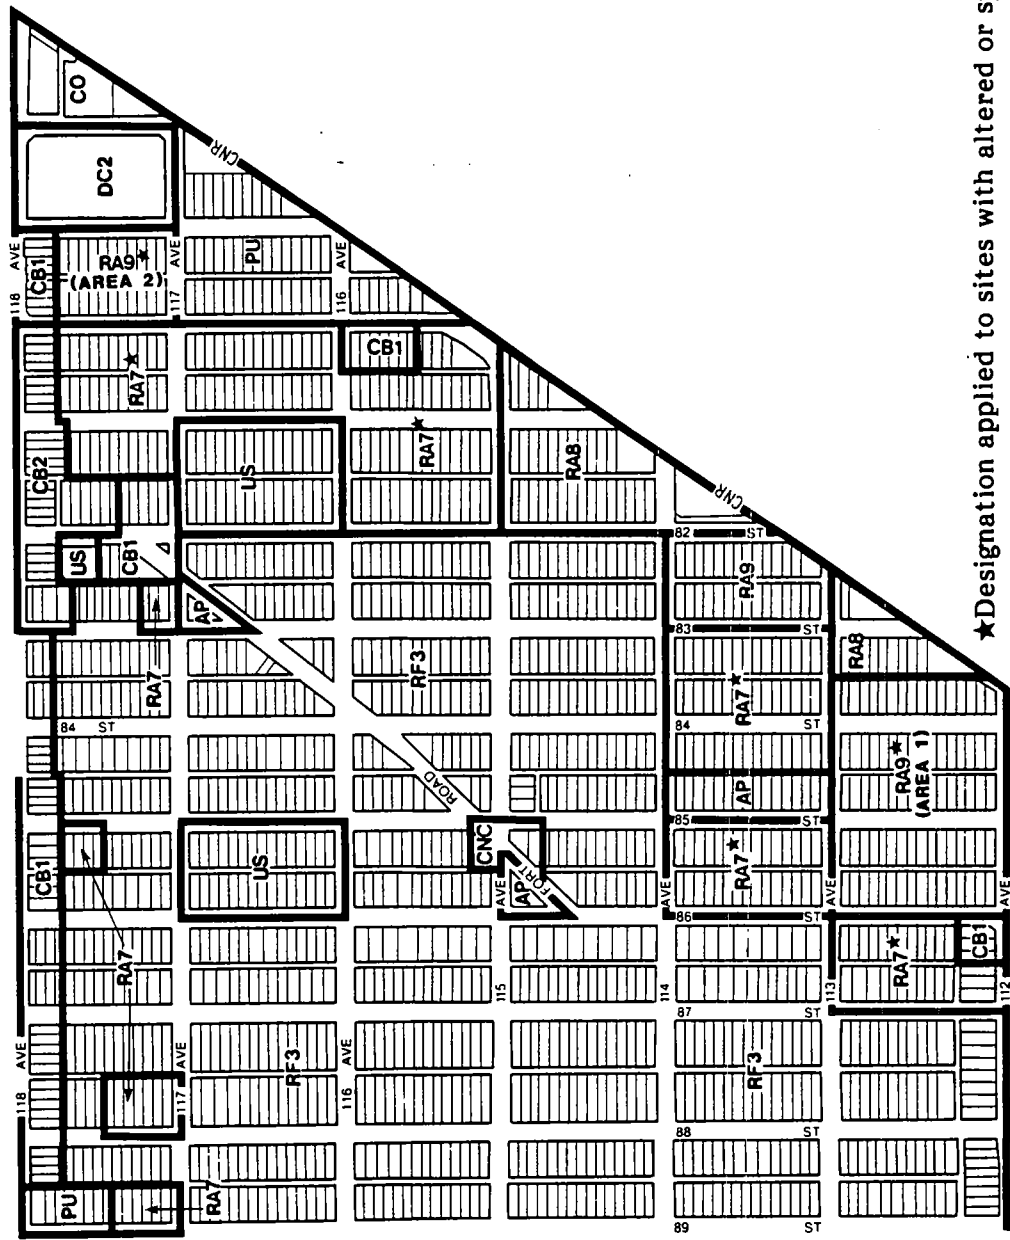 CO
DC2
CNR
118 AVE
CB1
RA9★
(AREA 2)
117 AVE
PU
116 AVE
RA7★
CB1
CB2
US
RA7★
RA8
CNR
US
CB1
82 ST
RA9
AP
RA7
RF3
83 ST
RA8
84 ST
RA7★
84 ST
ROAD
AP
RA9★
(AREA 1)
CB1
US
CNC
85 ST
RA7★
AP
FORT
115 AVE
114 AVE
86 ST
113 AVE
112 AV
RA7
RA7★
CB1
87 ST
118 AVE
117 AVE
RF3
116 AVE
RF3
88 ST
PU
RA7
89 ST
★Designation applied to sites with altered or s